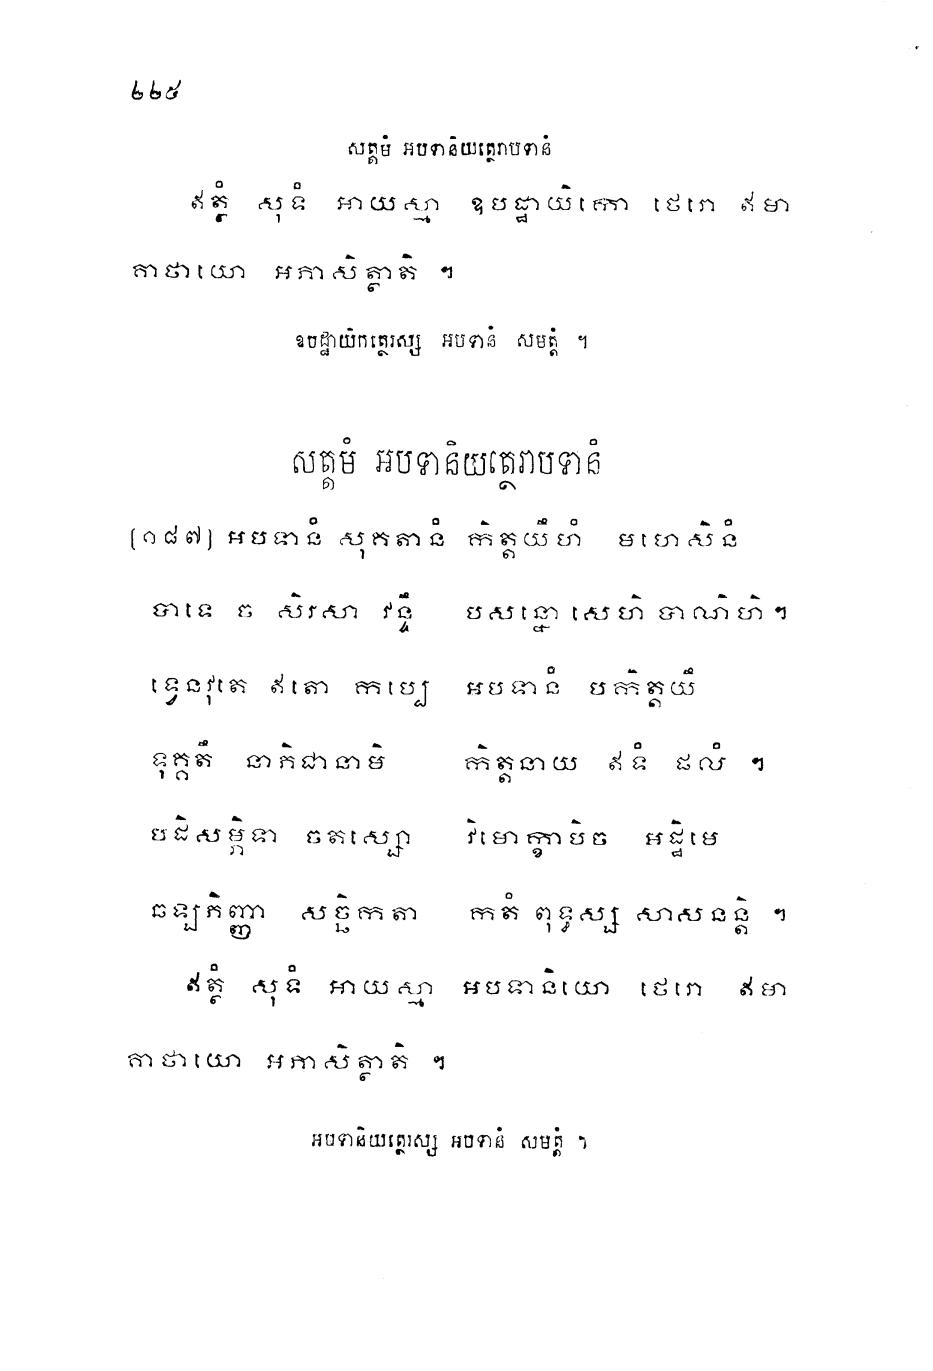 ២២៥
សត្តមំ អបទានិយត្ថេរាបទានំ
ឥត្ថំ សុទំ អាយស្មា ឧបដ្ឋាយិកោ ថេរោ ឥមា
គាថាយោ អភាសិត្ថាតិ ។
ឧបដ្ឋាយិកត្ថេរស្ស អបទានំ សមត្តំ ។
សត្តមំ អបទានិយត្ថេរាបទានំ
[១៨៧] អបទានំ សុគតានំ កិត្តយឹហំ មហេសិនំ
បាទេ ច សិរសា វន្ទឹ បសន្នោ សេហិ បាណិហិ ។
ទ្វេនវុតេ ឥតោ កប្បេ អបទានំ បកិត្តយឹ
ទុគ្គតឹ នាភិជានាមិ កិត្តនាយ ឥទំ ផលំ ។
បដិសម្ភិទា ចតស្សោ វិមោក្ខាបិច អដ្ឋិមេ
ឆឡភិញ្ញា សច្ឆិកតា កតំ ពុទ្ធស្ស សាសនន្តិ ។
ឥត្ថំ សុទំ អាយស្មា អបទានិយោ ថេរោ ឥមា
គាថាយោ អភាសិត្ថាតិ ។
អបទានិយត្ថេរស្ស អបទានំ សមត្តំ ។